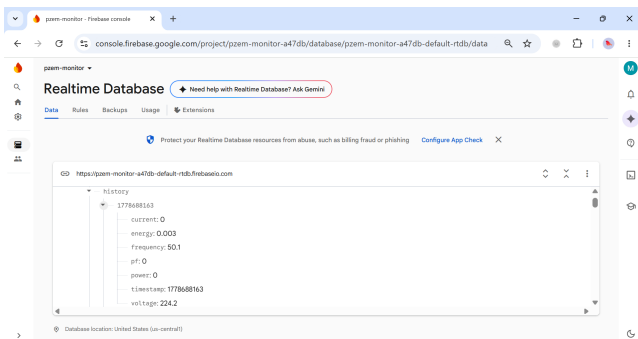 pzem-monitor - Firebase console
console.firebase.google.com/project/pzem-monitor-a47db/database/pzem-monitor-a47db-default-rtdb/data
pzem-monitor
M
Realtime Database
Need help with Realtime Database? Ask Gemini
Data Rules Backups Usage Extensions
Protect your Realtime Database resources from abuse, such as billing fraud or phishing Configure App Check
https://pzem-monitor-a47db-default-rtdb.firebaseio.com
history
1778688163
current: 0
energy: 0.003
frequency: 50.1
pf: 0
power: 0
timestamp: 1778688163
voltage: 224.2
Database location: United States (us-central1)